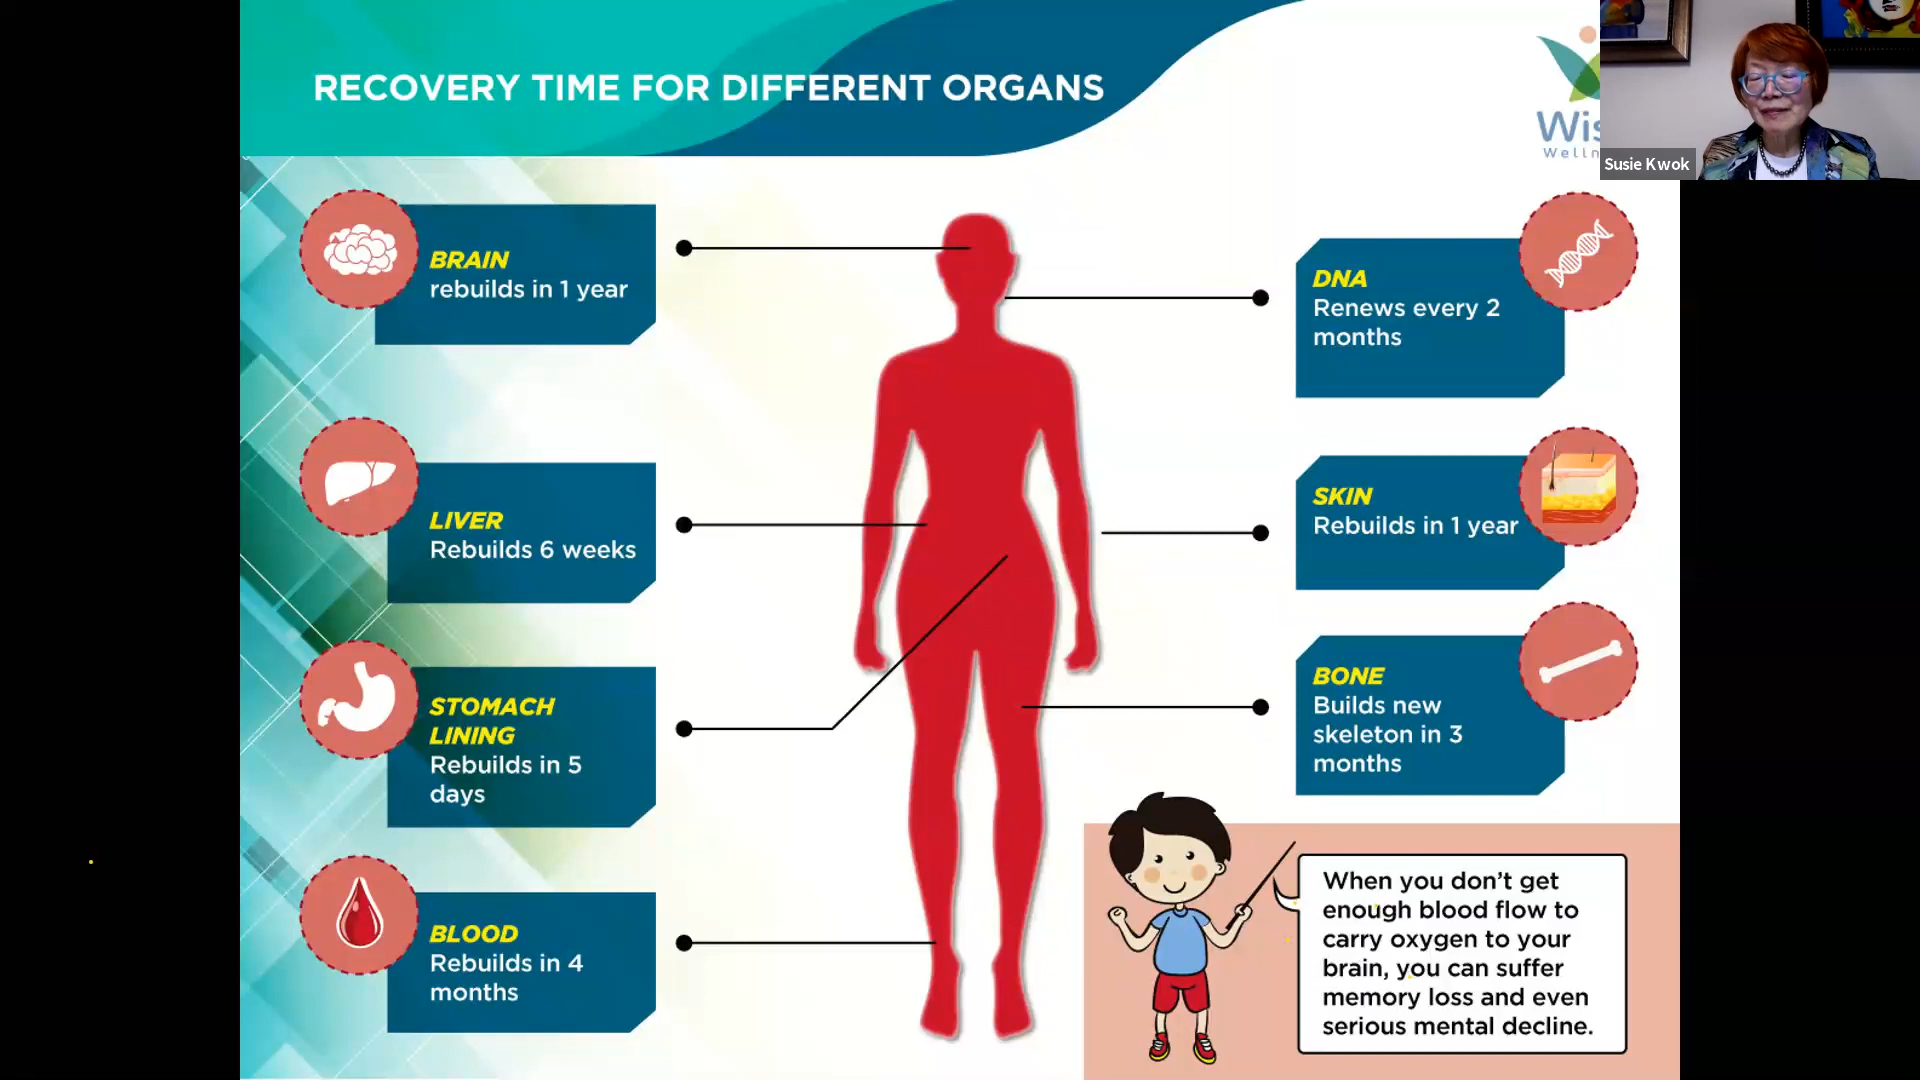 RECOVERY TIME FOR DIFFERENT ORGANS
Wis
Welln
Susie Kwok
BRAIN
rebuilds in 1 year
LIVER
Rebuilds 6 weeks
STOMACH
LINING
Rebuilds in 5
days
BLOOD
Rebuilds in 4
months
DNA
Renews every 2
months
SKIN
Rebuilds in 1 year
BONE
Builds new
skeleton in 3
months
When you don't get
enough blood flow to
carry oxygen to your
brain, you can suffer
memory loss and even
serious mental decline.